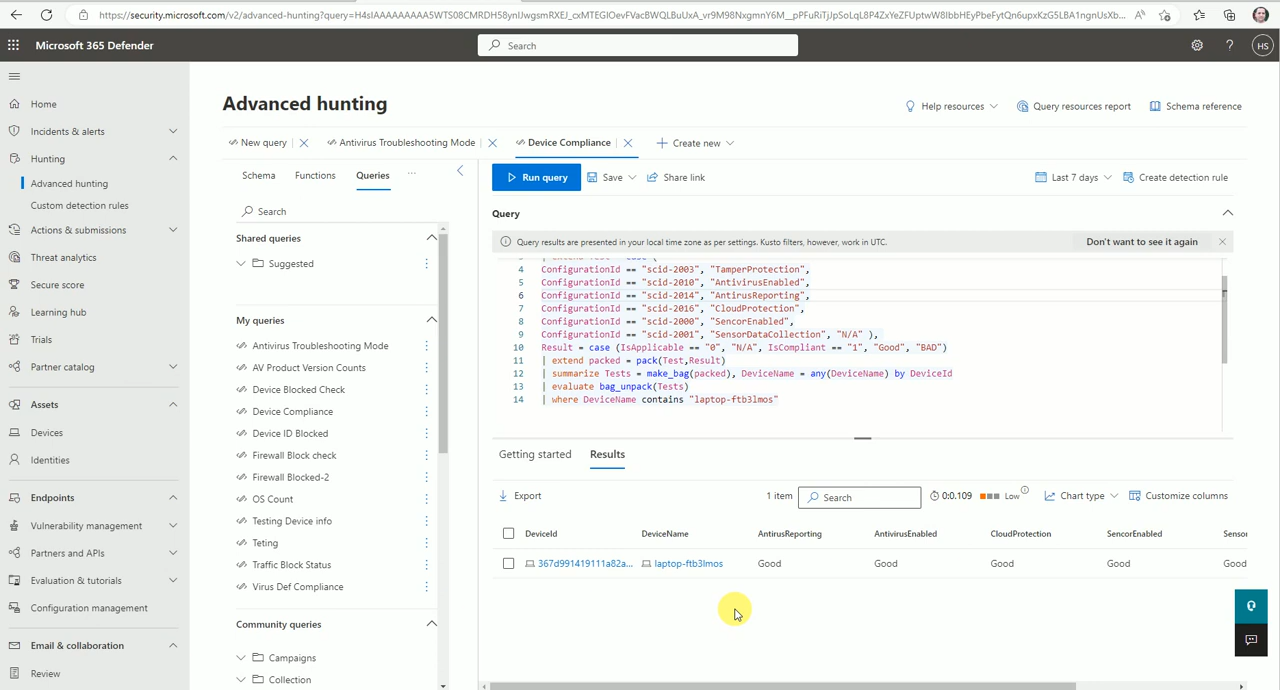 https://security.microsoft.com/v2/advanced-hunting?query=
Microsoft 365 Defender
Search
HS
Home
Incidents & alerts
Hunting
Advanced hunting
Custom detection rules
Actions & submissions
Threat analytics
Secure score
Learning hub
Trials
Partner catalog
Assets
Devices
Identities
Endpoints
Vulnerability management
Partners and APIs
Evaluation & tutorials
Configuration management
Email & collaboration
Review
Advanced hunting
Help resources
Query resources report
Schema reference
New query
Antivirus Troubleshooting Mode
Device Compliance
Create new
Schema
Functions
Queries
Search
Shared queries
Suggested
My queries
Antivirus Troubleshooting Mode
AV Product Version Counts
Device Blocked Check
Device Compliance
Device ID Blocked
Firewall Block check
Firewall Blocked-2
OS Count
Testing Device info
Teting
Traffic Block Status
Virus Def Compliance
Community queries
Campaigns
Collection
Run query
Save
Share link
Last 7 days
Create detection rule
Query
Query results are presented in your local time zone as per settings. Kusto filters, however, work in UTC.
Don't want to see it again
4 ConfigurationId == "scid-2003", "TamperProtection",
5 ConfigurationId == "scid-2010", "AntivirusEnabled",
6 ConfigurationId == "scid-2014", "AntirusReporting",
7 ConfigurationId == "scid-2016", "CloudProtection",
8 ConfigurationId == "scid-2000", "SencorEnabled",
9 ConfigurationId == "scid-2001", "SensorDataCollection", "N/A" ),
10 Result = case (IsApplicable == "0", "N/A", IsCompliant == "1", "Good", "BAD")
11 | extend packed = pack(Test,Result)
12 | summarize Tests = make_bag(packed), DeviceName = any(DeviceName) by DeviceId
13 | evaluate bag_unpack(Tests)
14 | where DeviceName contains "laptop-ftb3lmos"
Getting started
Results
Export
1 item
Search
0:0.109
Low
Chart type
Customize columns
DeviceId DeviceName AntirusReporting AntivirusEnabled CloudProtection SencorEnabled Sensor
367d991419111a82a... laptop-ftb3lmos Good Good Good Good Good